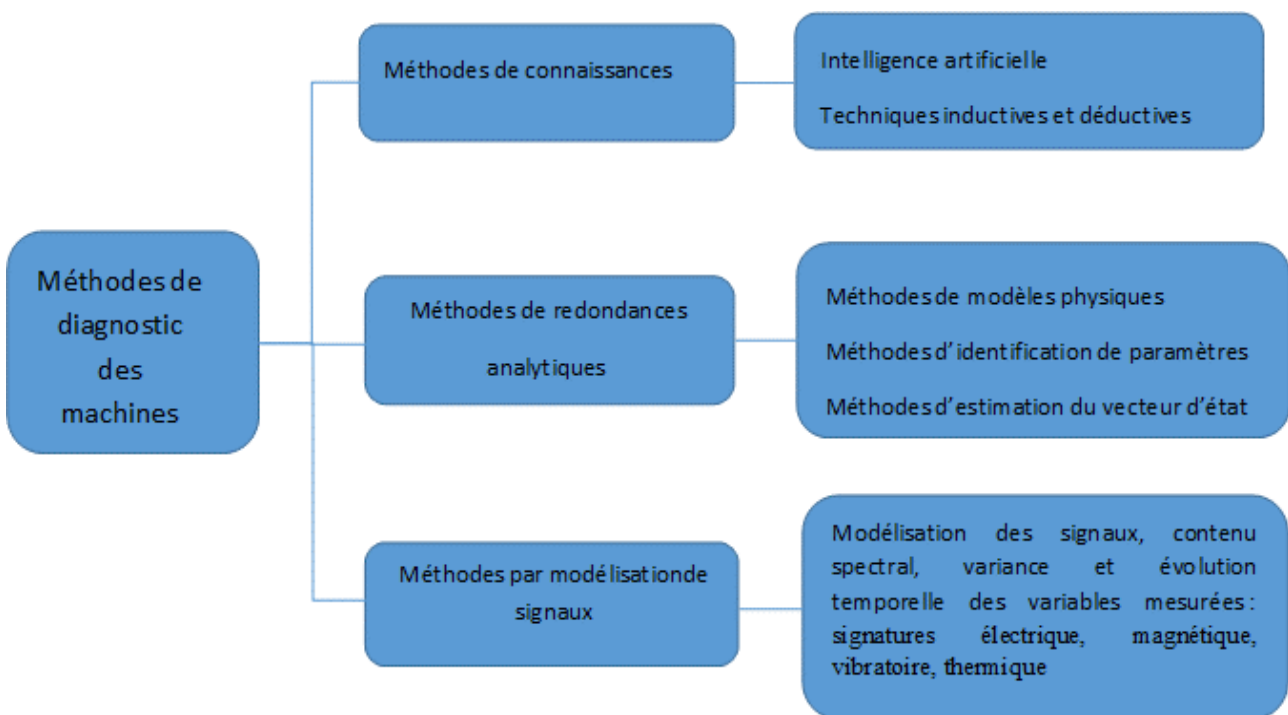 Méthodes de connaissances
Intelligence artificielle
Techniques inductives et déductives
Méthodes de
diagnostic
des
machines
Méthodes de redondances
analytiques
Méthodes de modèles physiques
Méthodes d’identification de paramètres
Méthodes d’estimation du vecteur d’état
Méthodes par modélisationde
signaux
Modélisation des signaux, contenu
spectral, variance et évolution
temporelle des variables mesurées :
signatures électrique, magnétique,
vibratoire, thermique